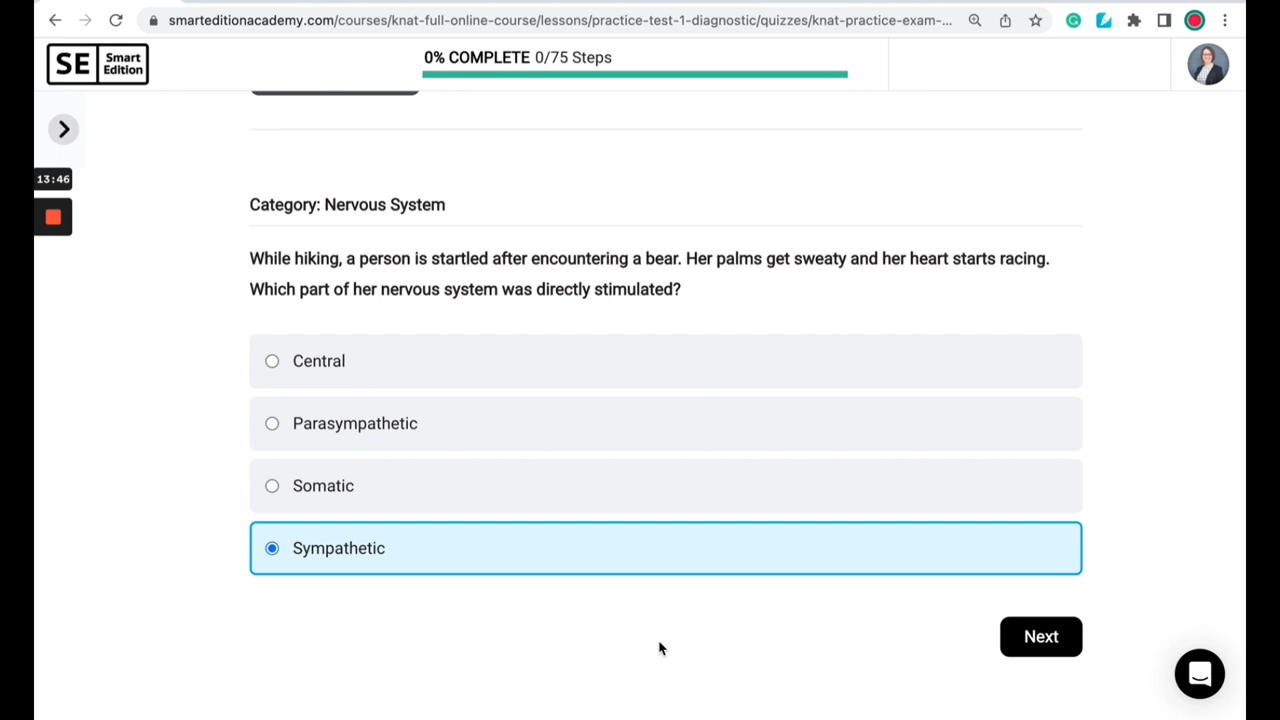 smarteditionacademy.com/courses/knat-full-online-course/lessons/practice-test-1-diagnostic/quizzes/knat-practice-exam-...
SE Smart Edition
0% COMPLETE 0/75 Steps
13:46
Category: Nervous System
While hiking, a person is startled after encountering a bear. Her palms get sweaty and her heart starts racing.
Which part of her nervous system was directly stimulated?
Central
Parasympathetic
Somatic
Sympathetic
Next